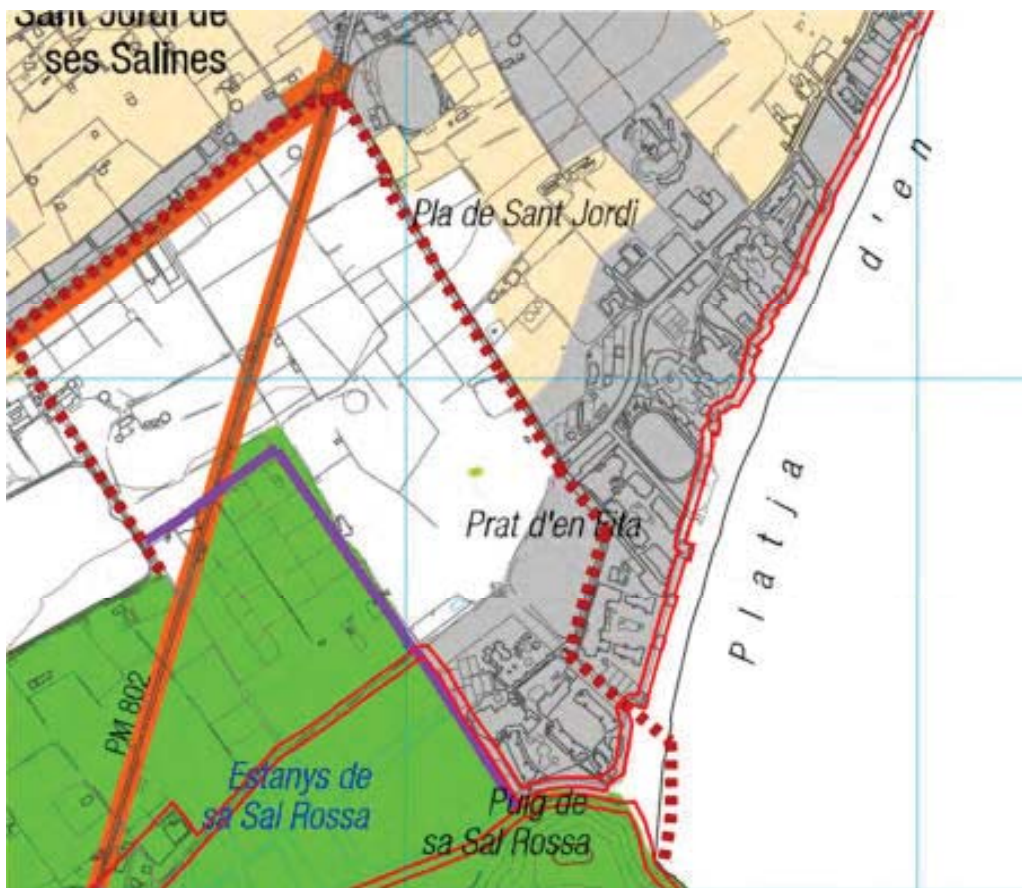 Sant Jordi de
ses Salines
Pla de Sant Jordi
Prat d'en Fita
Platja d'en
PM 802
Estanys de
sa Sal Rossa
Puig de
sa Sal Rossa